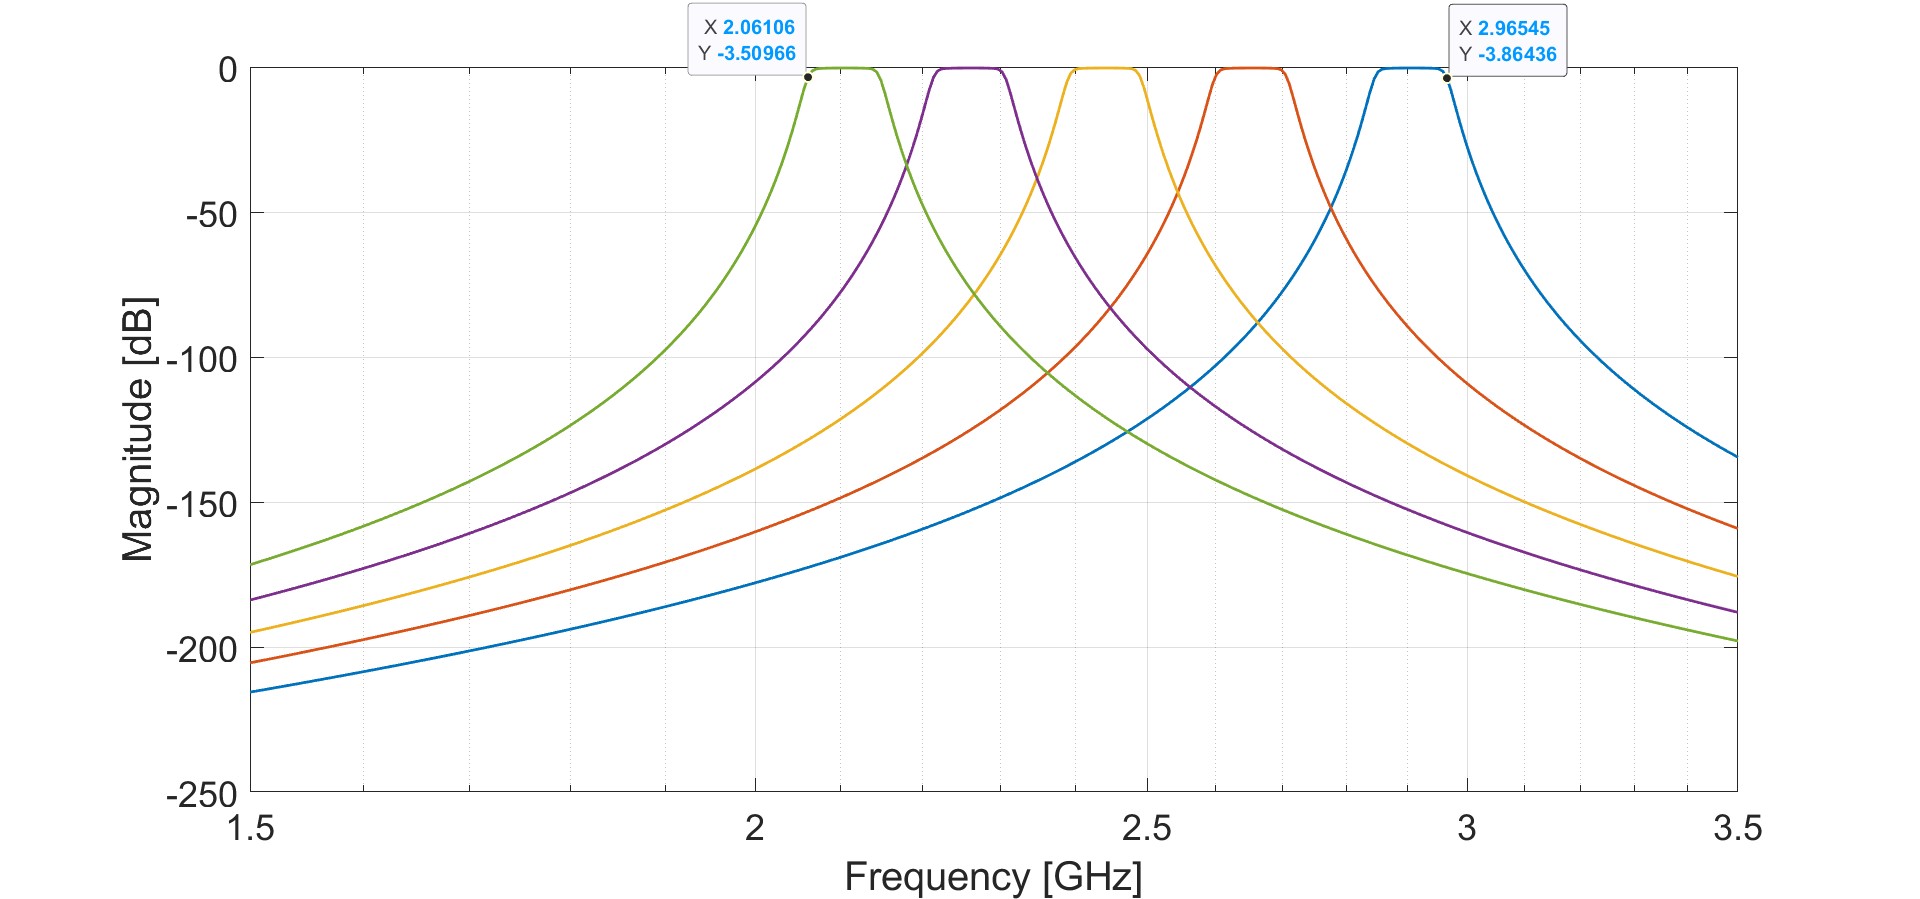 X 2.06106
Y -3.50966
X 2.96545
Y -3.86436
0
-50
-100
-150
-200
-250
Magnitude [dB]
1.5 2 2.5 3 3.5
Frequency [GHz]